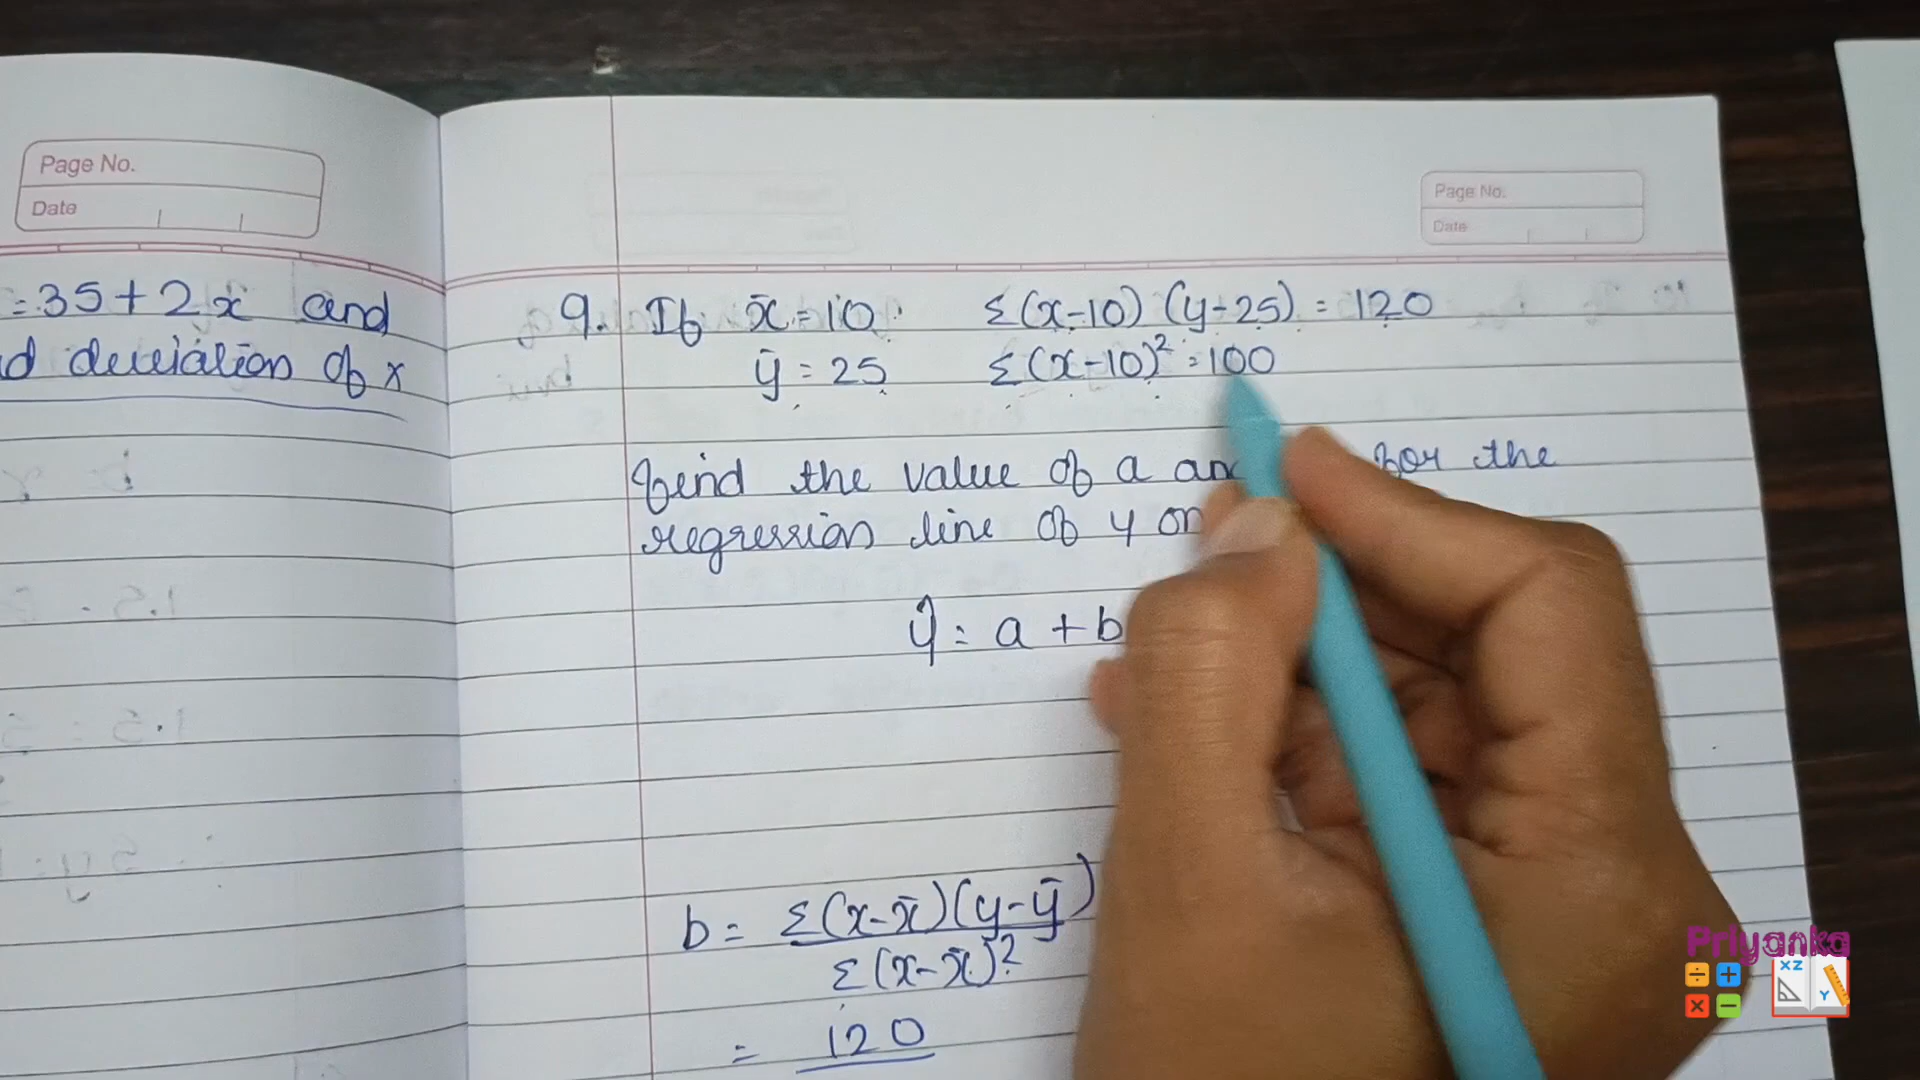 Page No.
Date
=35+2x and
d deviation of x
Page No.
Date
9. If x̄=10 Σ(x-10) (y-25) = 120
ȳ = 25 Σ(x-10)²=100
find the value of a an for the
regression line of y on
ŷ = a + b
b = Σ(x-x̄)(y-ȳ)
Σ(x-x̄)²
= 120
Priyanka
XZ
Y